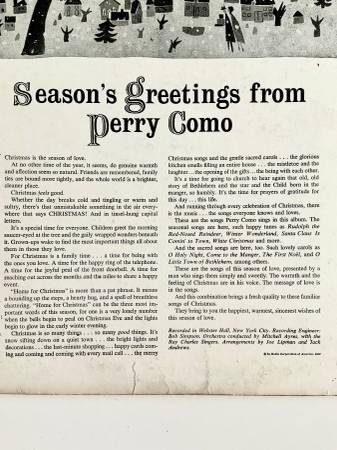 Season's greetings from
Perry Como
Christmas is the season of love.
At no other time of the year, it seems, do genuine warmth
and affection seem so natural. Friends are remembered, family
ties are bound more tightly, and the whole world is a brighter,
cleaner place.
Christmas feels good.
Whether the day breaks cold and tingling or warm and
sultry, there's that unmistakable something in the air every-
where that says CHRISTMAS! And in tinsel-hung capital
letters.
It's a special time for everyone. Children greet the morning
saucer-eyed at the tree and the gaily wrapped wonders beneath
it. Grown-ups wake to find the most important things all about
them in those they love.
For Christmas is a family time . . . a time for being with
the ones you love. A time for the happy ring of the telephone.
A time for the joyful peal of the front doorbell. A time for
reaching out across the months and the miles to share a happy
event.
"Home for Christmas" is more than a pat phrase. It means
a bounding up the steps, a hearty hug, and a spell of breathless
chattering. "Home for Christmas" can be the three most im-
portant words of this season, for one is a very lonely number
when the bells begin to peal on Christmas Eve and the lights
begin to glow in the early winter evening.
Christmas is so many things . . . so many good things. It's
snow sifting down on a quiet town . . . the bright lights and
decorations . . . the last-minute shopping . . . happy cards com-
ing and coming and coming with every mail call . . . the merry
Christmas songs and the gentle sacred carols . . . the glorious
kitchen smells filling an entire house . . . the mistletoe and the
laughter . . . the opening of the gifts . . . the being with each other.
It's a time for going to church to hear again that old, old
story of Bethlehem and the star and the Child born in the
manger, so humbly. It's the time for prayers of gratitude for
this day . . . this life.
And running through every celebration of Christmas, there
is the music . . . the songs everyone knows and loves.
These are the songs Perry Como sings in this album. The
seasonal songs are here, such happy tunes as Rudolph the
Red-Nosed Reindeer, Winter Wonderland, Santa Claus Is
Comin' to Town, White Christmas and more.
And the sacred songs are here, too. Such lovely carols as
O Holy Night, Come to the Manger, The First Noël, and O
Little Town of Bethlehem, among others.
These are the songs of this season of love, presented by a
man who sings them simply and sweetly. The warmth and the
feeling of Christmas are in his voice. The message of love is
in the songs.
And this combination brings a fresh quality to these familiar
songs of Christmas.
They bring to you the happiest, warmest, sincerest wishes of
this season of love.
Recorded in Webster Hall, New York City. Recording Engineer:
Bob Simpson. Orchestra conducted by Mitchell Ayres, with the
Ray Charles Singers. Arrangements by Joe Lipman and Jack
Andrews.